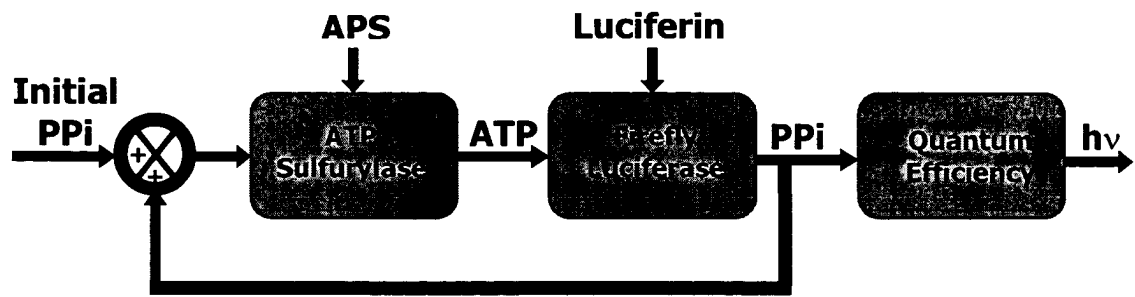 APS
Luciferin
Initial
PPi
+
+
ATP
Sulfurylase
ATP
Firefly
Luciferase
PPi
Quantum
Efficiency
hν